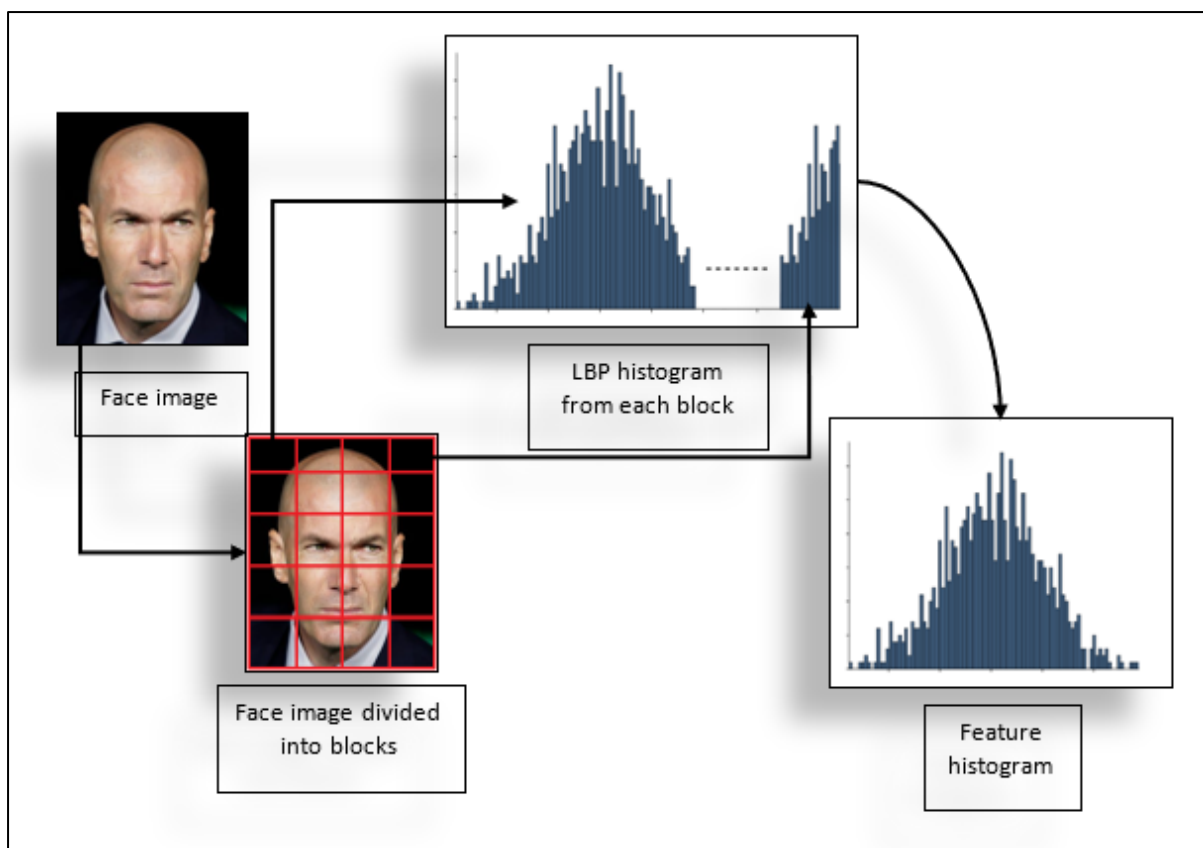 Face image
LBP histogram
from each block
Face image divided
into blocks
Feature
histogram